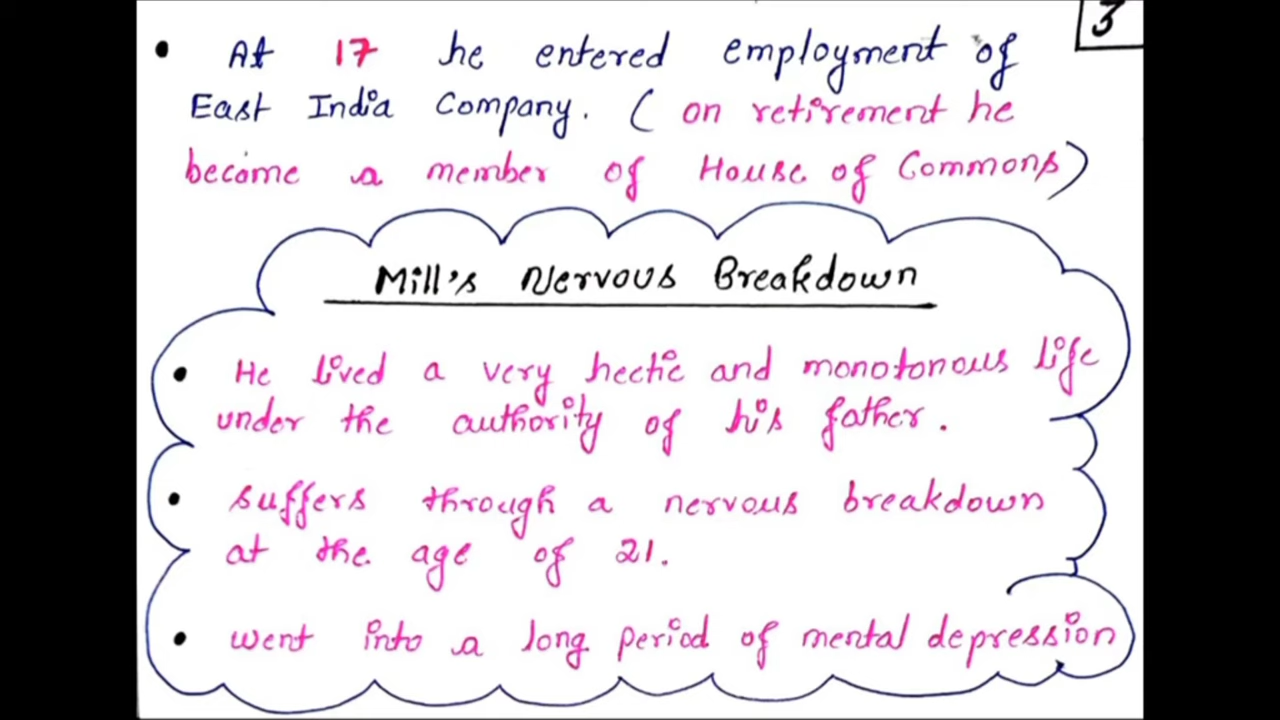 3
• At 17 he entered employment of
East India Company. ( on retirement he
become a member of House of Commons)
Mill's Nervous Breakdown
• He lived a very hectic and monotonous life
under the authority of his father.
• suffers through a nervous breakdown
at the age of 21.
• went into a long period of mental depression